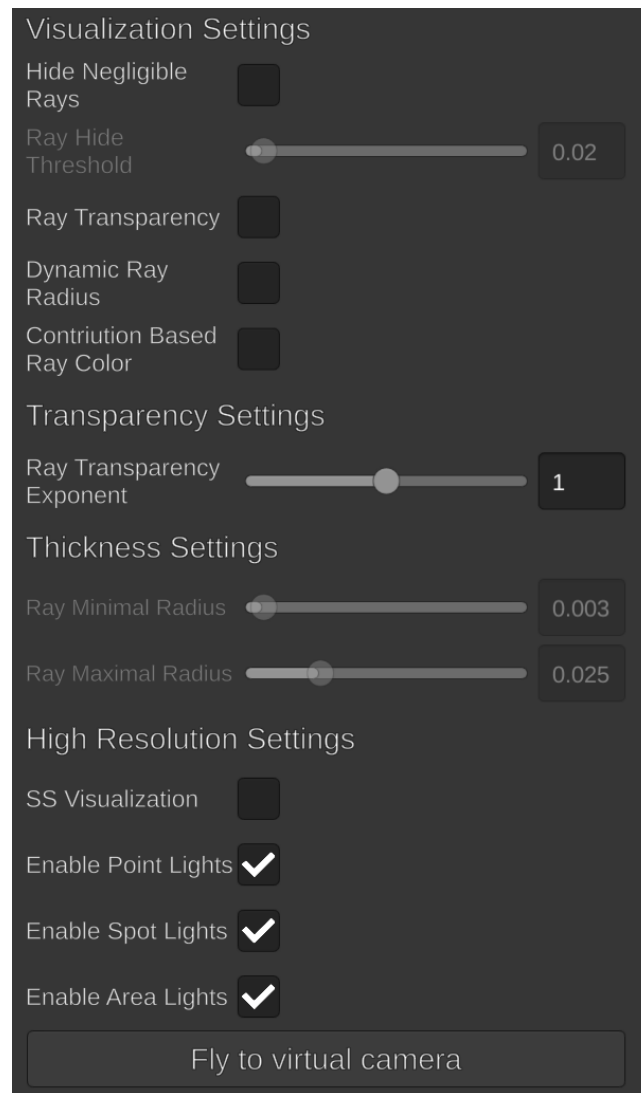 Visualization Settings
Hide Negligible
Rays
Ray Hide
Threshold
0.02
Ray Transparency
Dynamic Ray
Radius
Contriution Based
Ray Color
Transparency Settings
Ray Transparency
Exponent
1
Thickness Settings
Ray Minimal Radius
0.003
Ray Maximal Radius
0.025
High Resolution Settings
SS Visualization
Enable Point Lights
Enable Spot Lights
Enable Area Lights
Fly to virtual camera